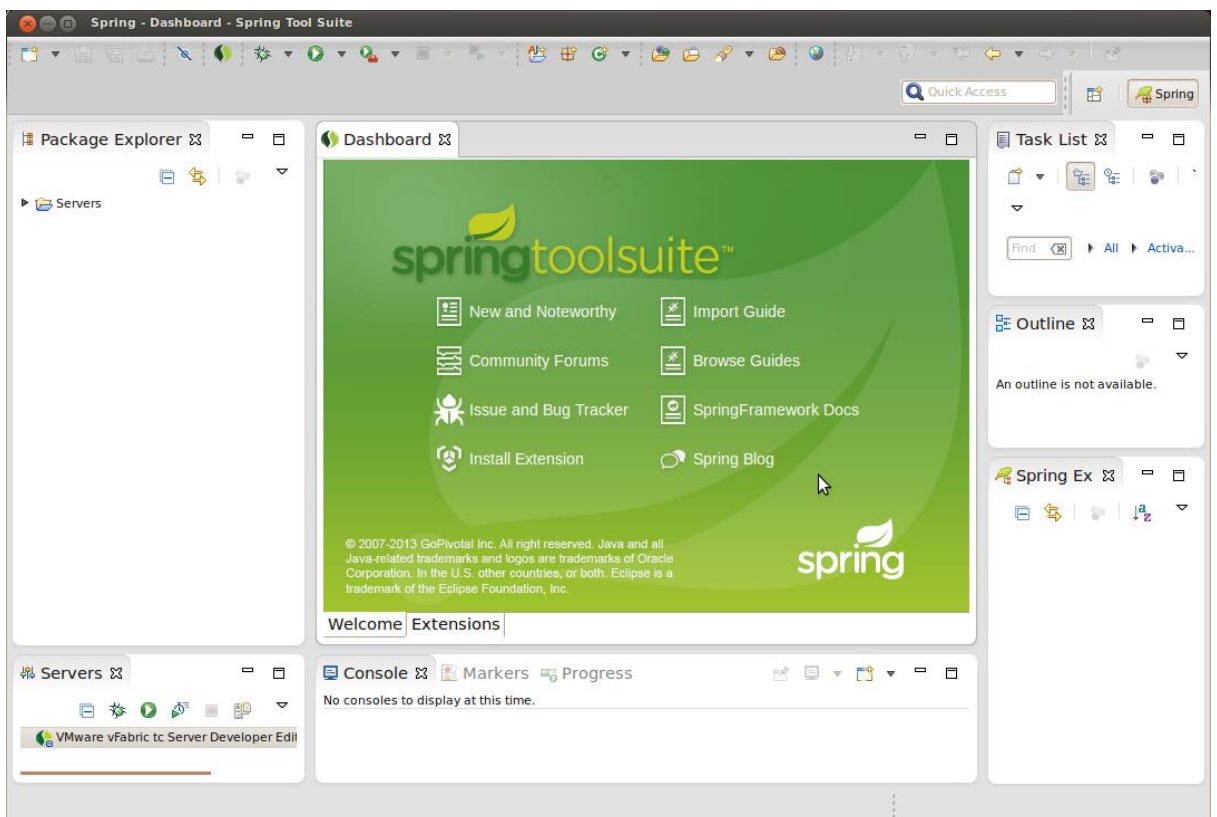 Spring - Dashboard - Spring Tool Suite
Quick Access
Spring
Package Explorer
Servers
Dashboard
springtoolsuite™
New and Noteworthy
Import Guide
Community Forums
Browse Guides
Issue and Bug Tracker
SpringFramework Docs
Install Extension
Spring Blog
© 2007-2013 GoPivotal Inc. All right reserved. Java and all
Java-related trademarks and logos are trademarks of Oracle
Corporation. In the U.S. other countries, or both. Eclipse is a
trademark of the Eclipse Foundation, Inc.
spring
Welcome Extensions
Task List
Find All Activa...
Outline
An outline is not available.
Spring Ex
Servers
VMware vFabric tc Server Developer Edit
Console Markers Progress
No consoles to display at this time.